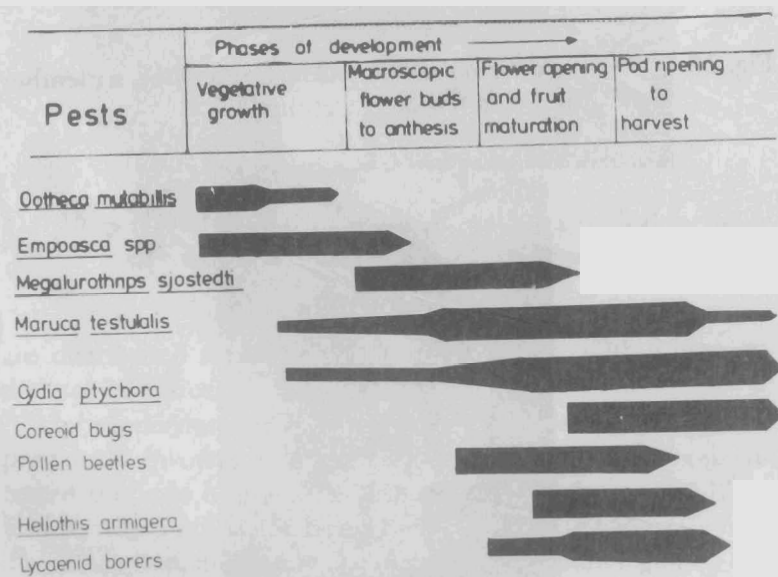 Phases of development
Pests
Vegetative
growth
Macroscopic
flower buds
to anthesis
Flower opening
and fruit
maturation
Pod ripening
to
harvest
Ootheca mutabillis
Empoasca spp
Megalurothrips sjostedti
Maruca testulalis
Cydia ptychora
Coreoid bugs
Pollen beetles
Heliothis armigera
Lycaenid borers